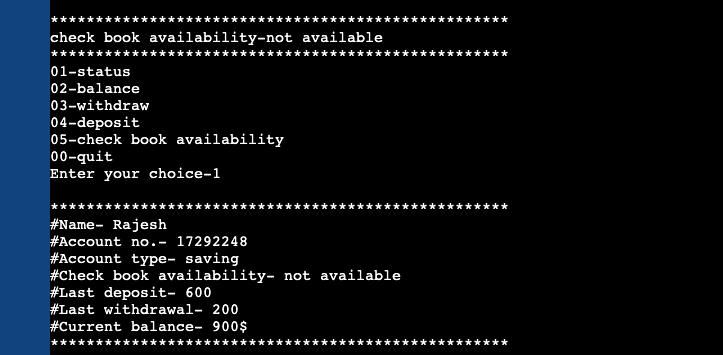 ***************************************************
check book availability-not available
***************************************************
01-status
02-balance
03-withdraw
04-deposit
05-check book availability
00-quit
Enter your choice-1
***************************************************
#Name- Rajesh
#Account no.- 17292248
#Account type- saving
#Check book availability- not available
#Last deposit- 600
#Last withdrawal- 200
#Current balance- 900$
***************************************************